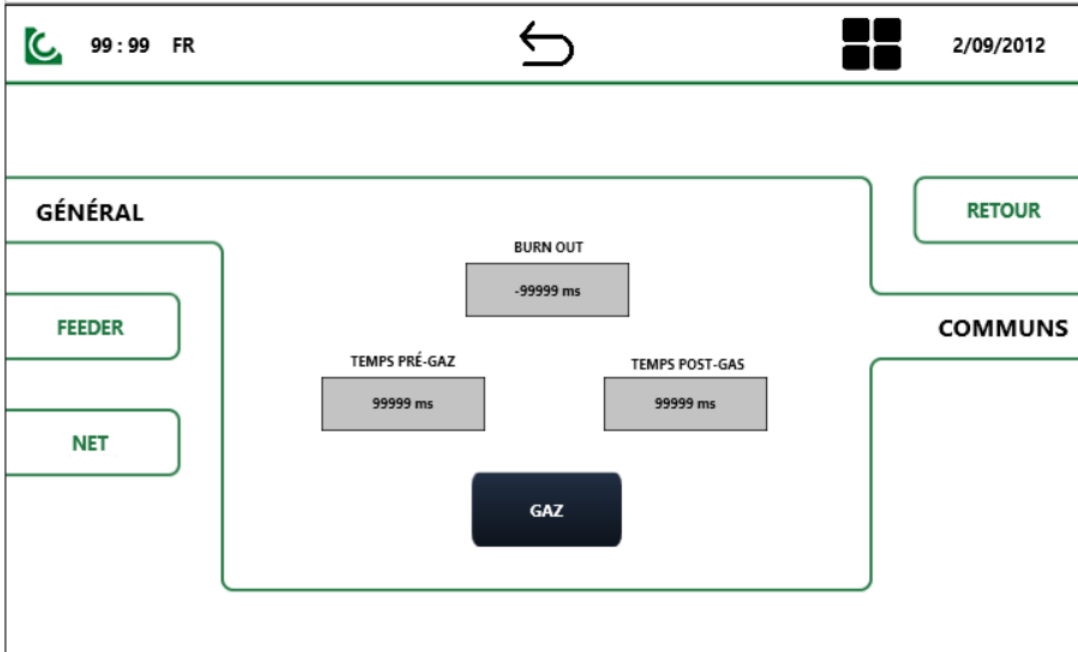 99 : 99 FR 2/09/2012
GÉNÉRAL
RETOUR
BURN OUT
-99999 ms
FEEDER
COMMUNS
TEMPS PRÉ-GAZ
TEMPS POST-GAS
99999 ms
99999 ms
NET
GAZ